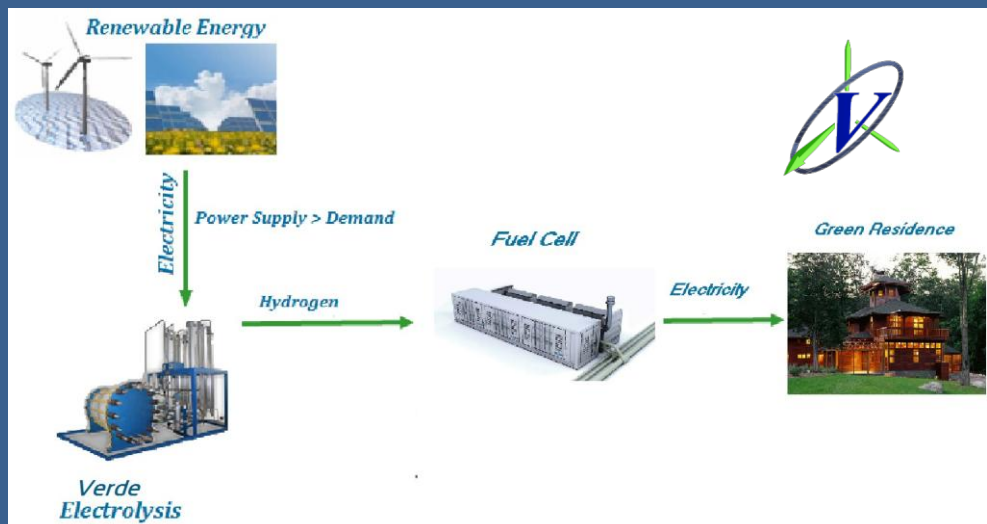 Renewable Energy
Electricity
Power Supply > Demand
V
Fuel Cell
Green Residence
Hydrogen
Electricity
Verde
Electrolysis